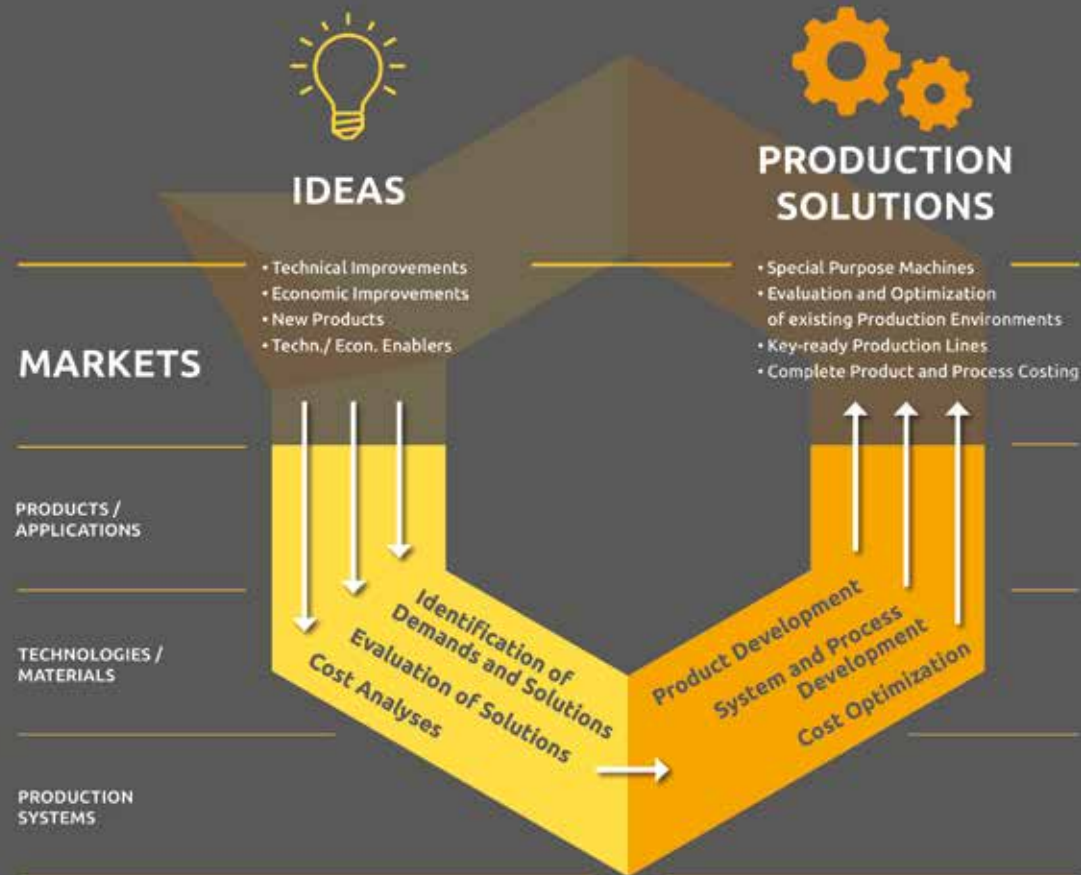 IDEAS
• Technical Improvements
• Economic Improvements
• New Products
• Techn./ Econ. Enablers
PRODUCTION
SOLUTIONS
• Special Purpose Machines
• Evaluation and Optimization
of existing Production Environments
• Key-ready Production Lines
• Complete Product and Process Costing
MARKETS
PRODUCTS /
APPLICATIONS
TECHNOLOGIES /
MATERIALS
PRODUCTION
SYSTEMS
Identification of
Demands and Solutions
Evaluation of Solutions
Cost Analyses
Product Development
System and Process
Development
Cost Optimization